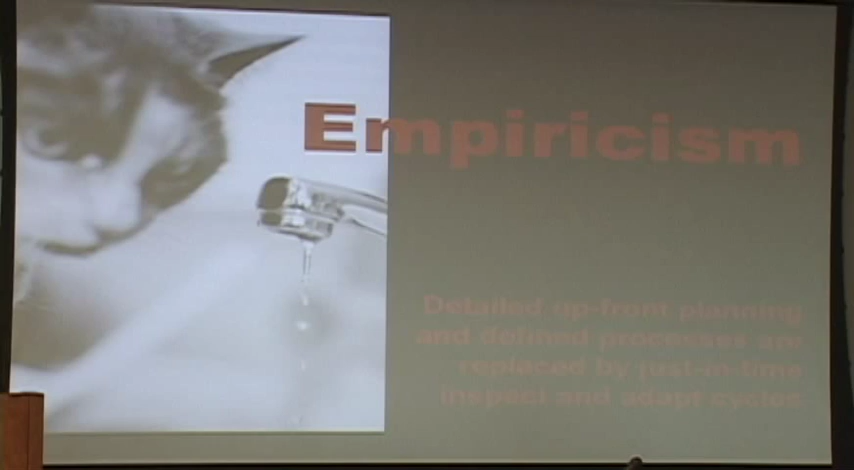 Empiricism
Detailed up-front planning
and defined processes are
replaced by just-in-time
inspect and adapt cycles